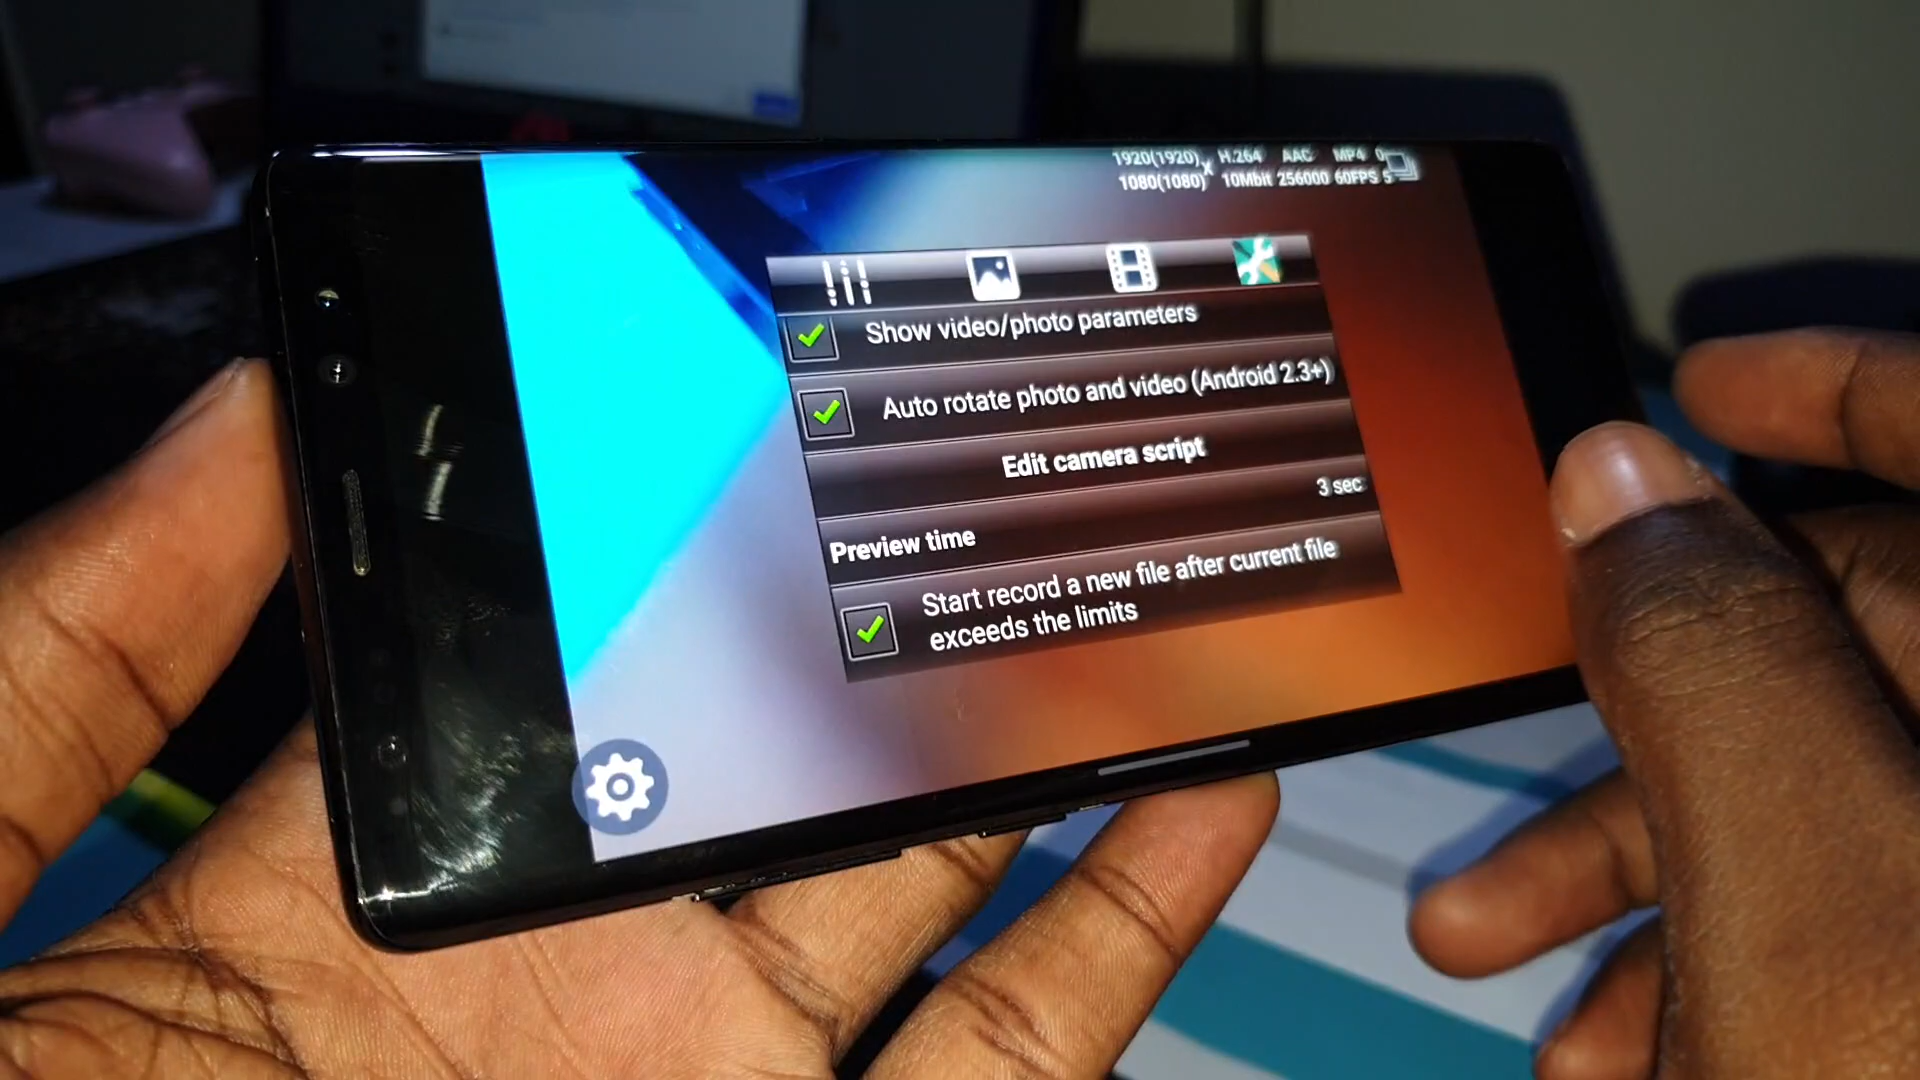 1920(1920) x H.264 AAC MP4 0
1080(1080) 10Mbit 256000 60FPS S
Show video/photo parameters
Auto rotate photo and video (Android 2.3+)
Edit camera script
3 sec
Preview time
Start record a new file after current file
exceeds the limits